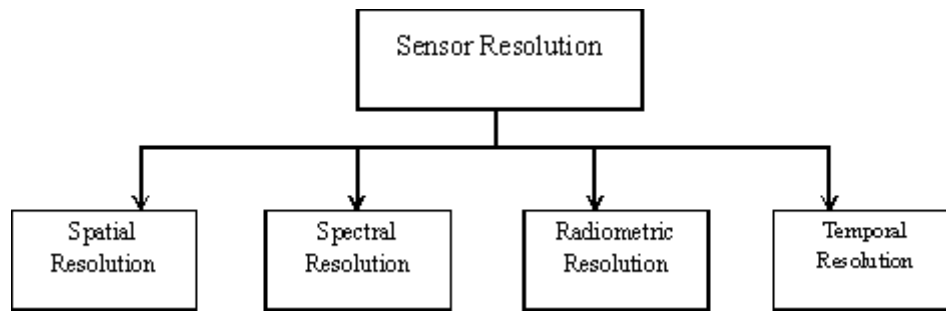 Sensor Resolution
Spatial
Resolution
Spectral
Resolution
Radiometric
Resolution
Temporal
Resolution